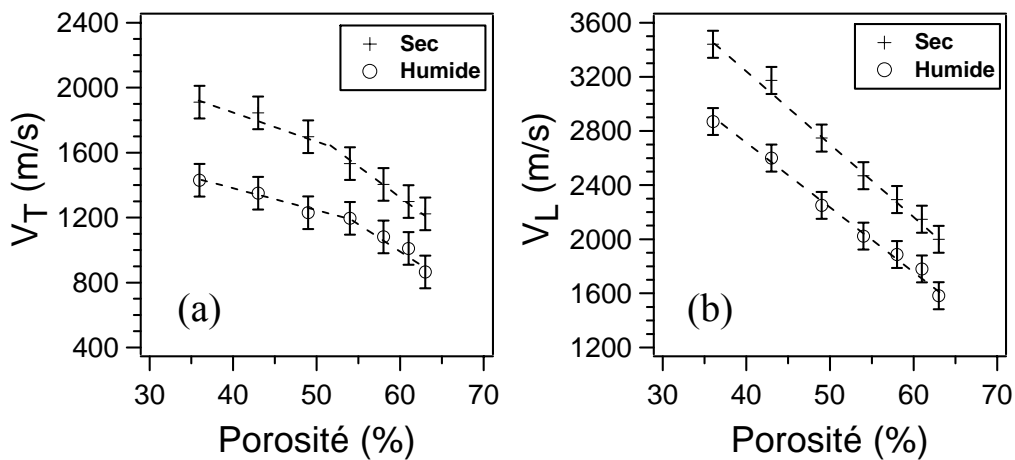 2400
2000
1600
1200
800
400
V_T (m/s)
Sec
Humide
(a)
30 40 50 60 70
Porosité (%)
3600
3200
2800
2400
2000
1600
1200
V_L (m/s)
Sec
Humide
(b)
30 40 50 60 70
Porosité (%)